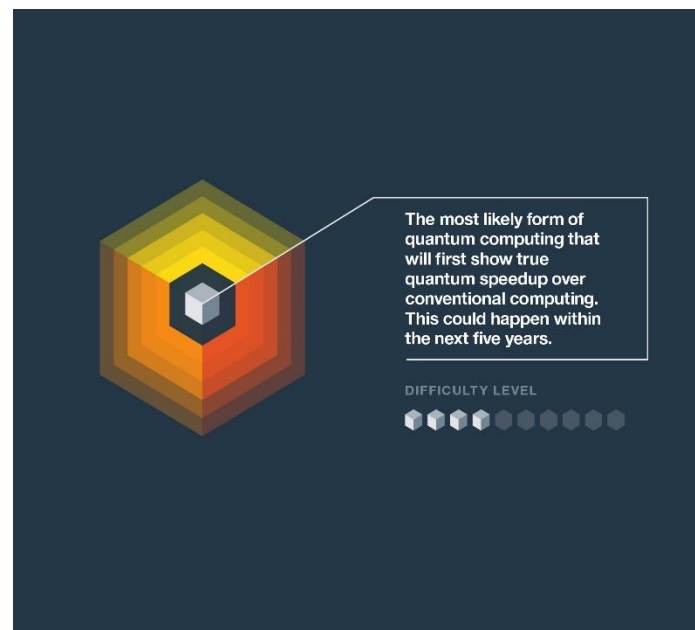 The most likely form of
quantum computing that
will first show true
quantum speedup over
conventional computing.
This could happen within
the next five years.
DIFFICULTY LEVEL